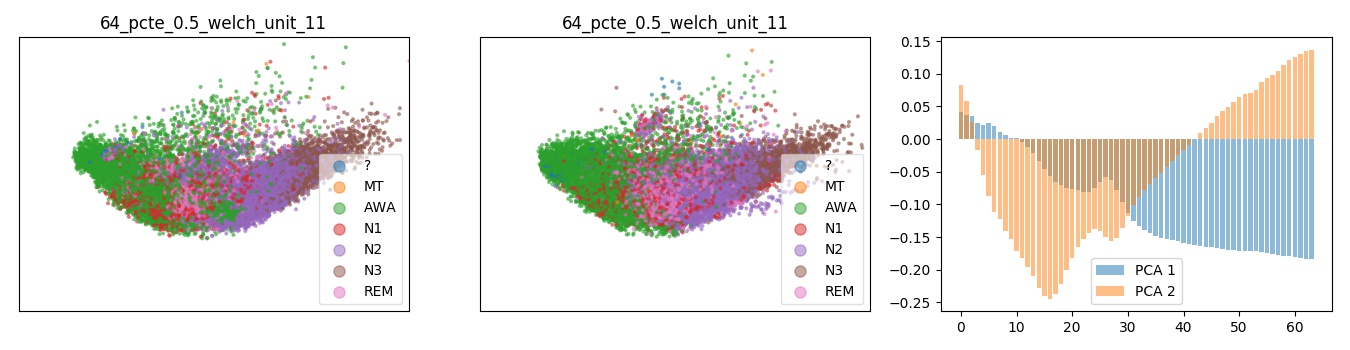 64_pcte_0.5_welch_unit_11
?
MT
AWA
N1
N2
N3
REM
64_pcte_0.5_welch_unit_11
?
MT
AWA
N1
N2
N3
REM
0.15
0.10
0.05
0.00
−0.05
−0.10
−0.15
−0.20
−0.25
PCA 1
PCA 2
0 10 20 30 40 50 60